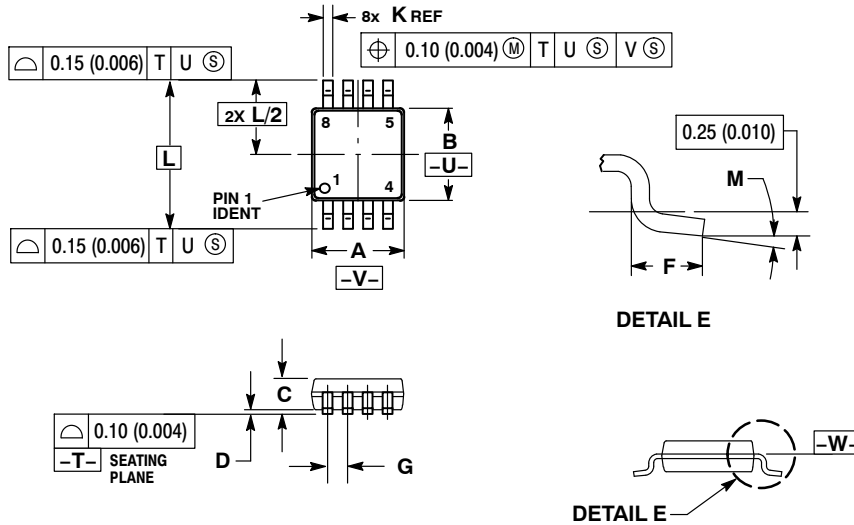 8x K REF
⌓ 0.15 (0.006) T U Ⓢ
⌖ 0.10 (0.004) Ⓜ T U Ⓢ V Ⓢ
2X L/2
8 5
B
0.25 (0.010)
L
–U–
M
PIN 1
IDENT
1
4
⌓ 0.15 (0.006) T U Ⓢ
A
–V–
F
DETAIL E
C
⌓ 0.10 (0.004)
–T– SEATING
PLANE
D
G
–W–
DETAIL E